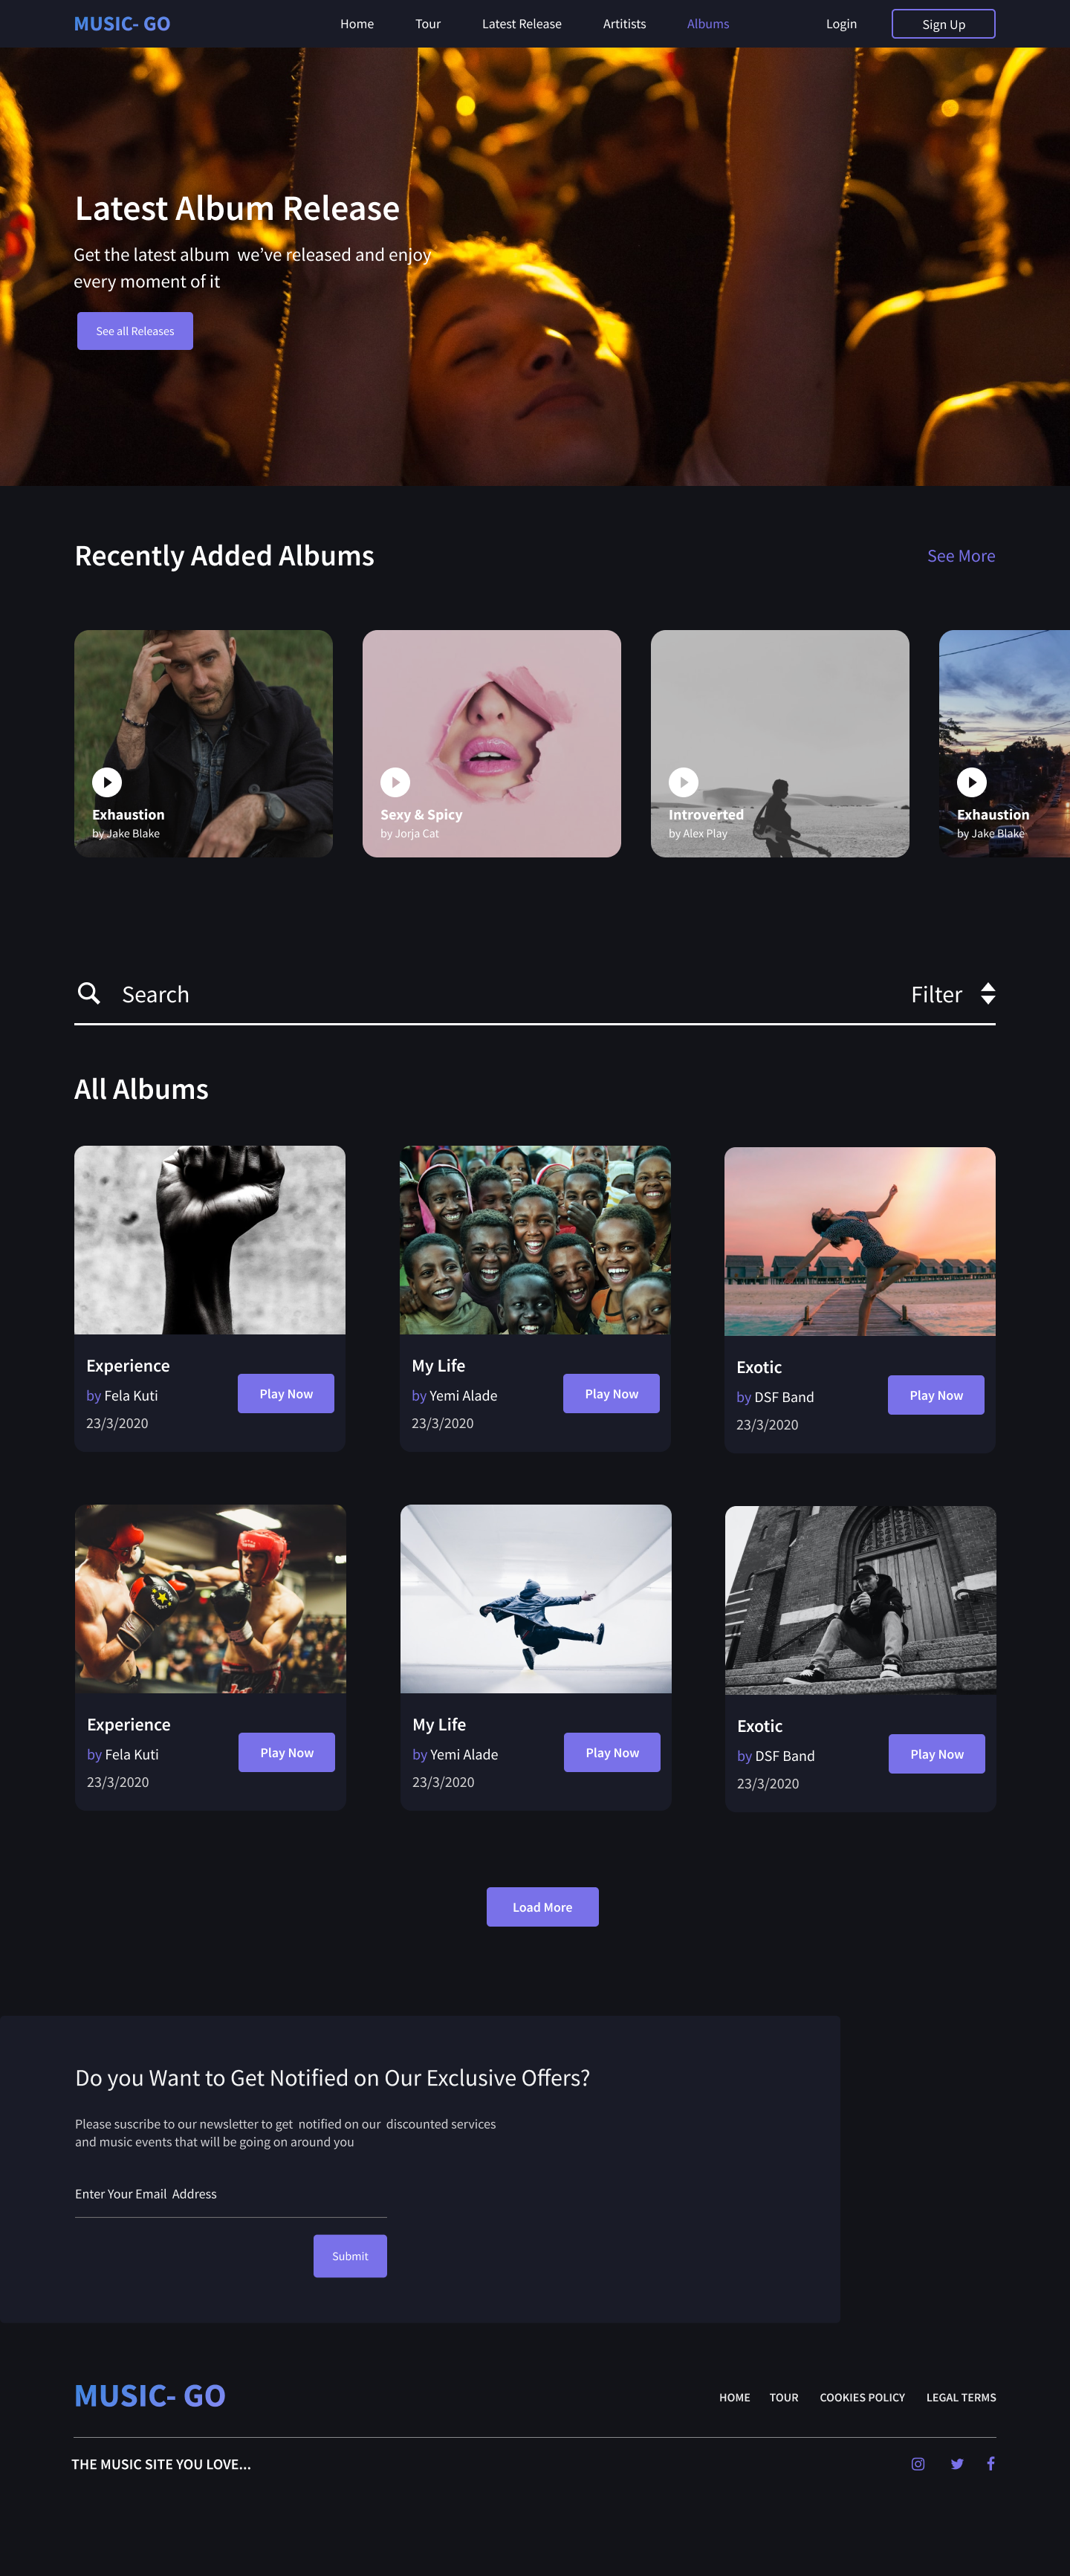 MUSIC- GO
Home
Tour
Latest Release
Artitists
Albums
Login
Sign Up
Latest Album Release
Get the latest album we’ve released and enjoy
every moment of it
See all Releases
Recently Added Albums
See More
Exhaustion
by Jake Blake
Sexy & Spicy
by Jorja Cat
Introverted
by Alex Play
Exhaustion
by Jake Blake
Search
Filter
All Albums
Experience
by Fela Kuti
23/3/2020
Play Now
My Life
by Yemi Alade
23/3/2020
Play Now
Exotic
by DSF Band
23/3/2020
Play Now
Experience
by Fela Kuti
23/3/2020
Play Now
My Life
by Yemi Alade
23/3/2020
Play Now
Exotic
by DSF Band
23/3/2020
Play Now
Load More
Do you Want to Get Notified on Our Exclusive Offers?
Please suscribe to our newsletter to get notified on our discounted services
and music events that will be going on around you
Enter Your Email Address
Submit
MUSIC- GO
HOME
TOUR
COOKIES POLICY
LEGAL TERMS
THE MUSIC SITE YOU LOVE...